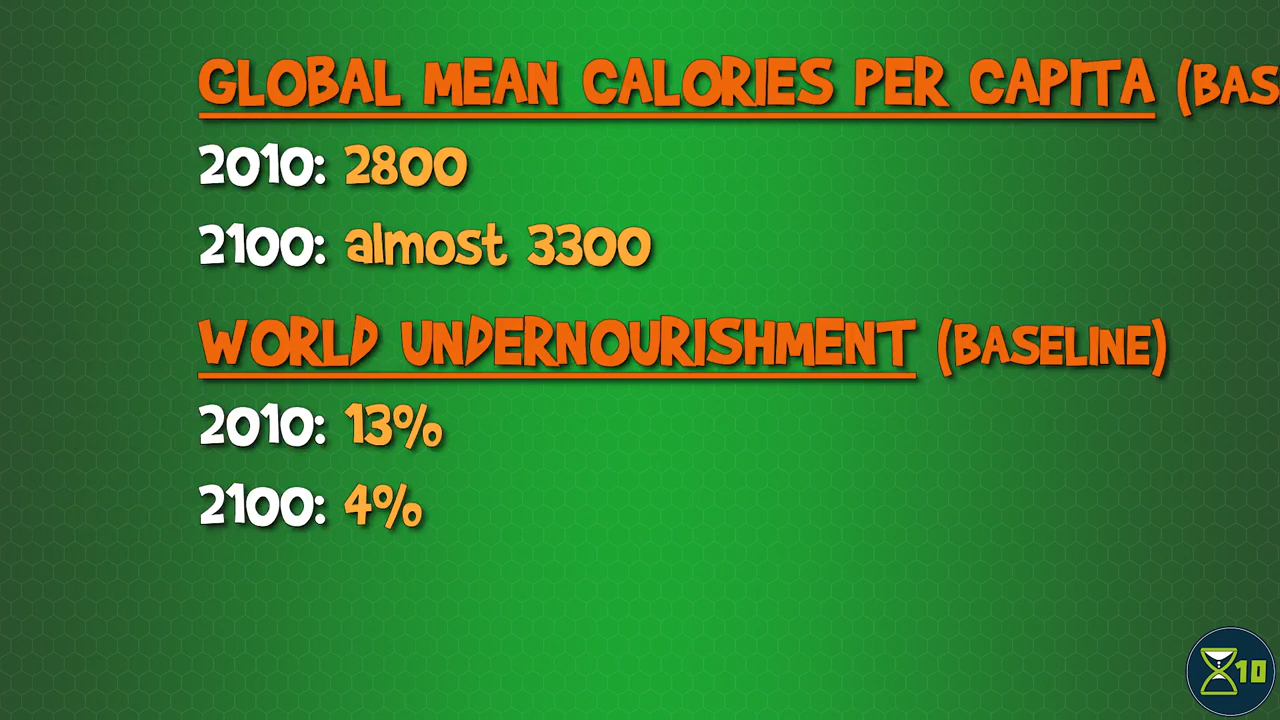 GLOBAL MEAN CALORIES PER CAPITA (BAS
2010: 2800
2100: almost 3300
WORLD UNDERNOURISHMENT (BASELINE)
2010: 13%
2100: 4%
10